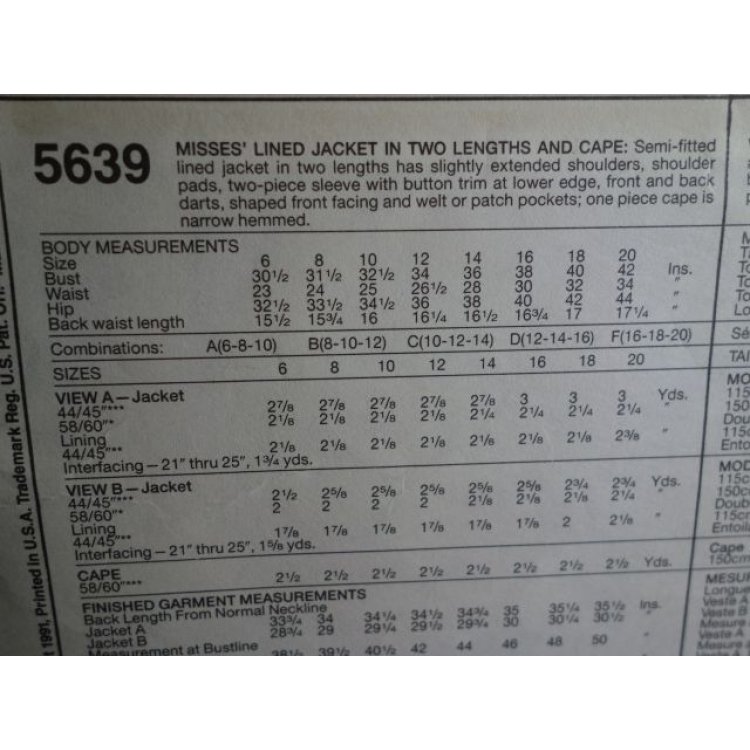 5639
MISSES' LINED JACKET IN TWO LENGTHS AND CAPE: Semi-fitted
lined jacket in two lengths has slightly extended shoulders, shoulder
pads, two-piece sleeve with button trim at lower edge, front and back
darts, shaped front facing and welt or patch pockets; one piece cape is
narrow hemmed.
BODY MEASUREMENTS
Size 6 8 10 12 14 16 18 20
Bust 30½ 31½ 32½ 34 36 38 40 42 Ins.
Waist 23 24 25 26½ 28 30 32 34 "
Hip 32½ 33½ 34½ 36 38 40 42 44 "
Back waist length 15½ 15¾ 16 16¼ 16½ 16¾ 17 17¼ "
Combinations: A(6-8-10) B(8-10-12) C(10-12-14) D(12-14-16) F(16-18-20)
SIZES 6 8 10 12 14 16 18 20
VIEW A – Jacket
44/45"*** 2⅞ 2⅞ 2⅞ 2⅞ 2⅞ 3 3 3 Yds.
58/60"* 2⅛ 2⅛ 2⅛ 2⅛ 2¼ 2¼ 2¼ 2¼ "
Lining
44/45"** 2⅛ 2⅛ 2⅛ 2⅛ 2⅛ 2⅛ 2⅛ 2⅜ "
Interfacing – 21" thru 25", 1¾ yds.
VIEW B – Jacket
44/45"*** 2½ 2⅝ 2⅝ 2⅝ 2⅝ 2⅝ 2¾ 2¾ Yds.
58/60"* 2 2 2 2 2⅛ 2⅛ 2⅛ 2¼ "
Lining
44/45"** 1⅞ 1⅞ 1⅞ 1⅞ 1⅞ 1⅞ 2 2⅛ "
Interfacing – 21" thru 25", 1⅝ yds.
CAPE
58/60"*** 2½ 2½ 2½ 2½ 2½ 2½ 2½ 2½ Yds.
FINISHED GARMENT MEASUREMENTS
Back Length From Normal Neckline
Jacket A 33¾ 34 34¼ 34½ 34¾ 35 35¼ 35½ Ins.
Jacket B 28¾ 29 29¼ 29½ 29¾ 30 30¼ 30½ "
Measurement at Bustline
38½ 39½ 40½ 42 44 46 48 50 "
1991, Printed in U.S.A. Trademark Reg. U.S. Pat.
Cape
150cm